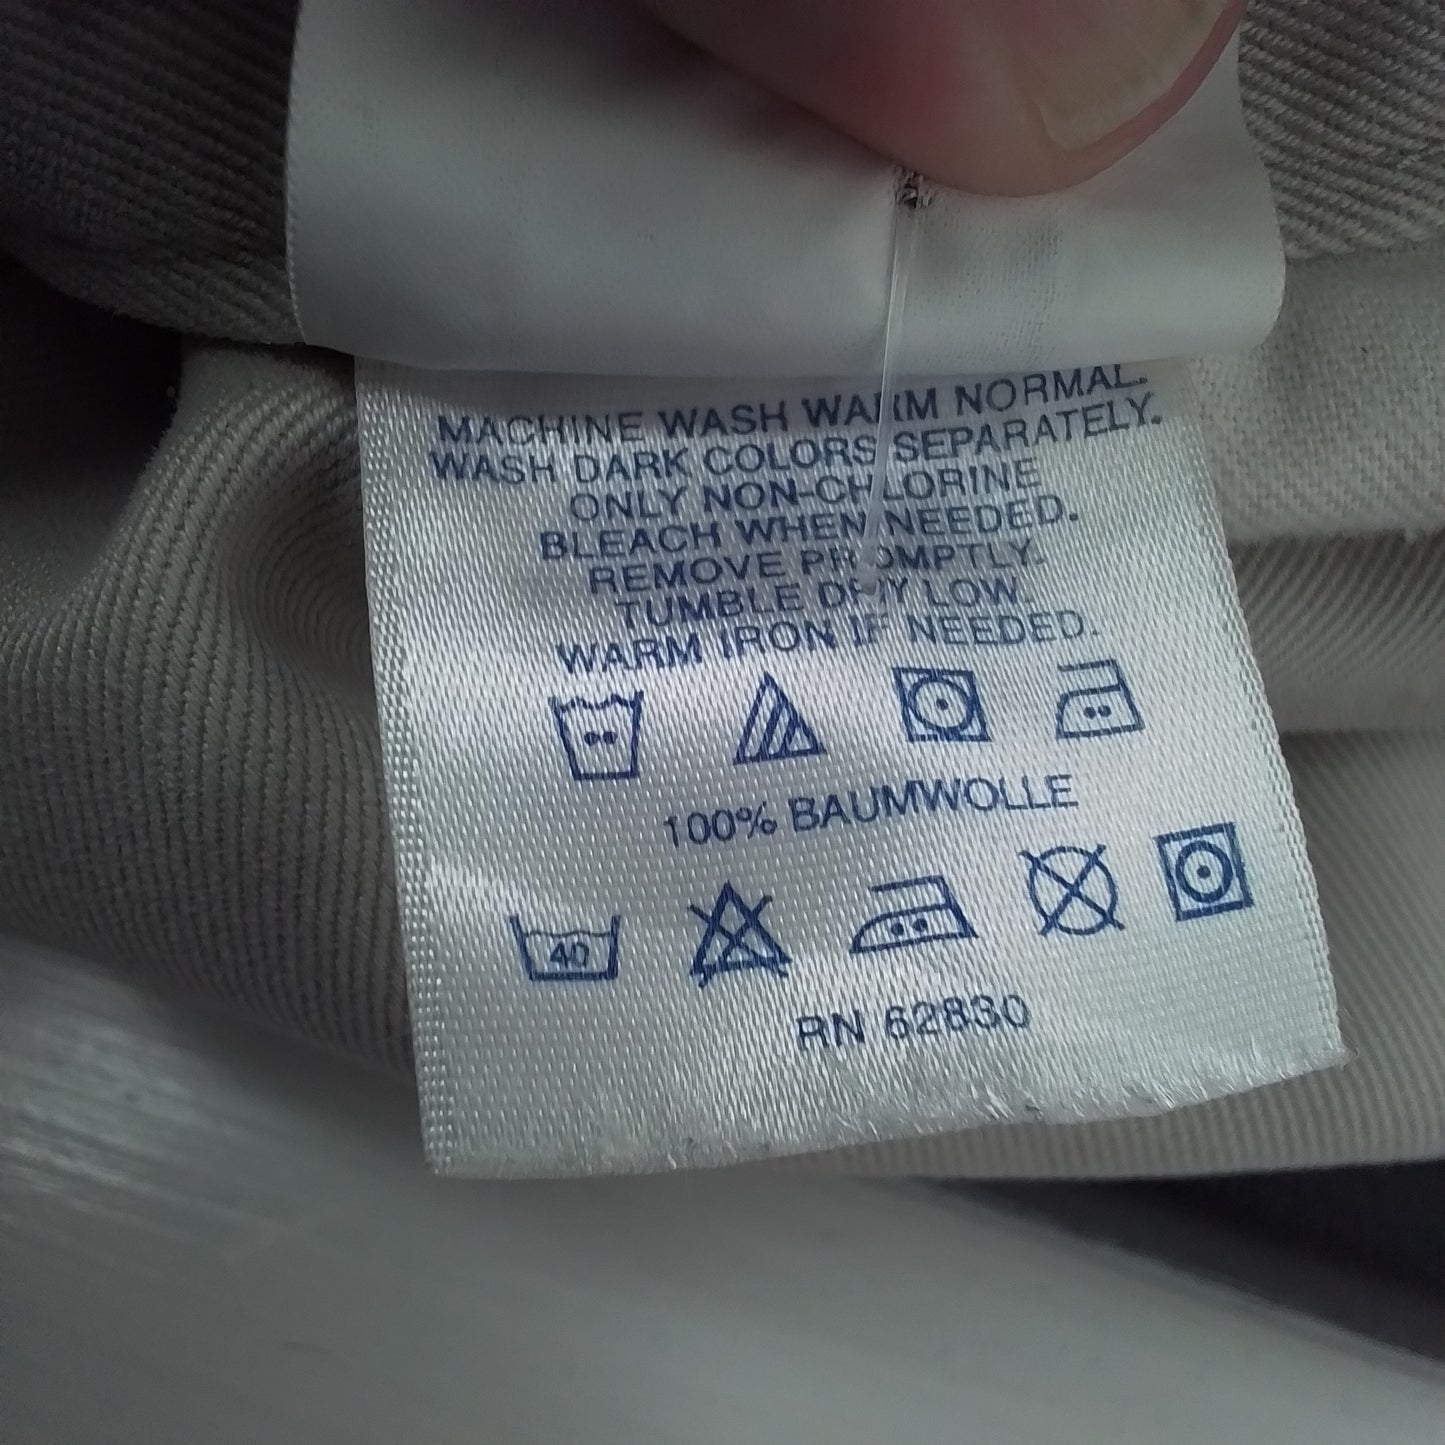 MACHINE WASH WARM NORMAL.
WASH DARK COLORS SEPARATELY.
ONLY NON-CHLORINE
BLEACH WHEN NEEDED.
REMOVE PROMPTLY.
TUMBLE DRY LOW.
WARM IRON IF NEEDED.
100% BAUMWOLLE
40
RN 62830